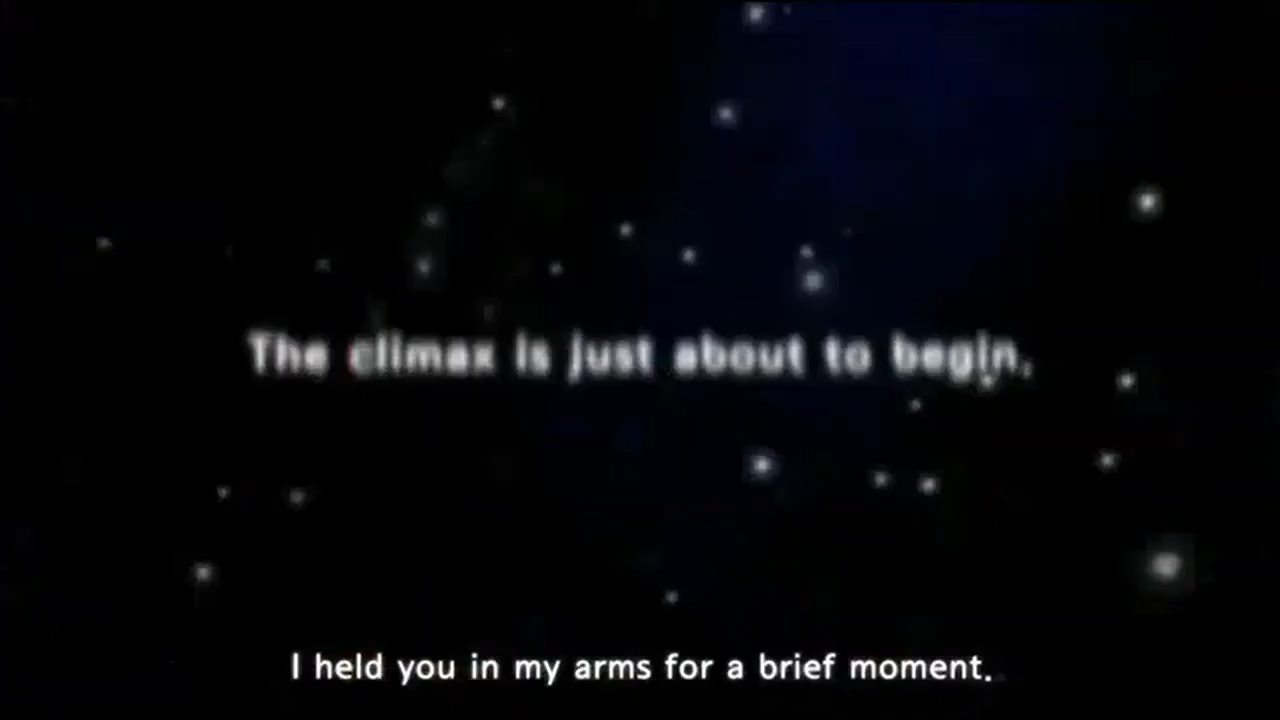 The climax is just about to begin.
I held you in my arms for a brief moment.